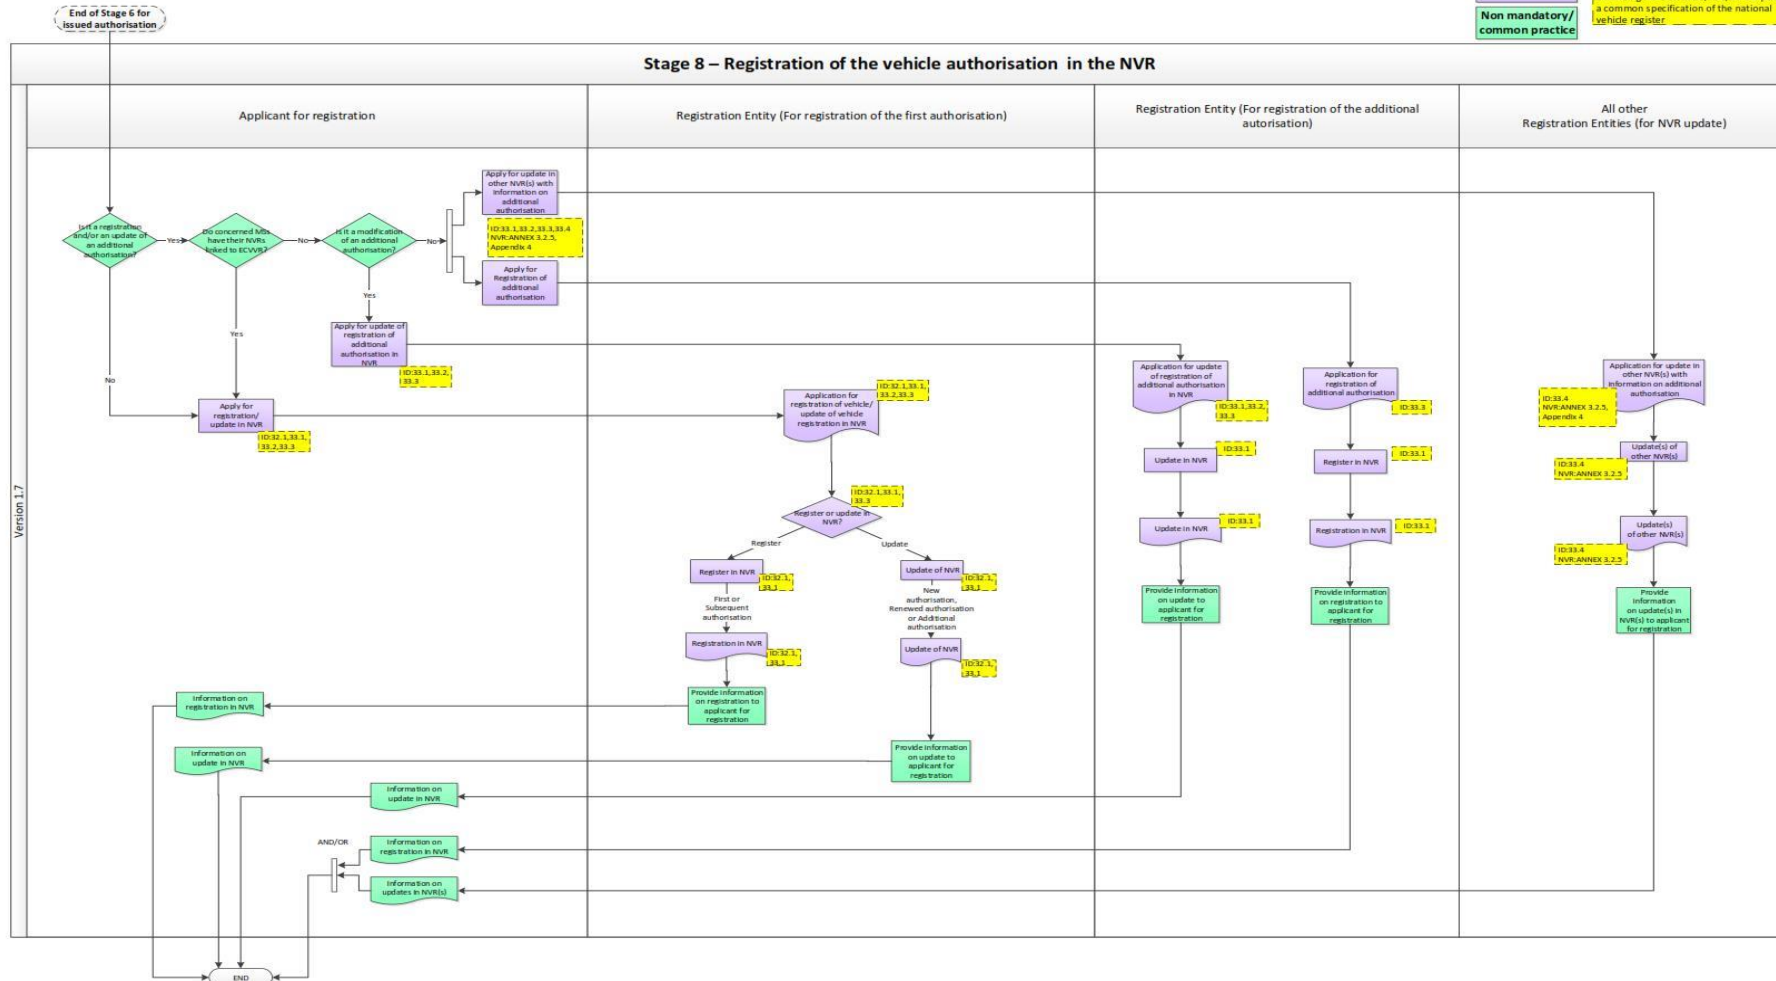 End of Stage 6 for
issued authorisation
a common specification of the national
vehicle register
Non mandatory/
common practice
Stage 8 – Registration of the vehicle authorisation in the NVR
Version 1.7
Applicant for registration
Registration Entity (For registration of the first authorisation)
Registration Entity (For registration of the additional
autorisation)
All other
Registration Entities (for NVR update)
Is it a registration
and/or an update of
an additional
authorisation?
Yes
Do concerned MSs
have their NVRs
linked to ECVVR?
No
Is it a modification
of an additional
authorisation?
No
Apply for update in
other NVR(s) with
information on
additional
authorisation
ID:33.1,33.2,33.3,33.4
NVR:ANNEX 3.2.5,
Appendix 4
Apply for
Registration of
additional
authorisation
Yes
Apply for update of
registration of
additional
authorisation in
NVR
ID:33.1,33.2,
33.3
Yes
No
Apply for
registration/
update in NVR
ID:32.1,33.1,
33.2,33.3
Application for
registration of vehicle/
update of vehicle
registration in NVR
ID:32.1,33.1,
33.2,33.3
Register or update in
NVR?
ID:32.1,33.1,
33.3
Register
Update
Register in NVR
ID:32.1,
33.1
First or
Subsequent
authorisation
Registration in NVR
ID:32.1,
33.1
Provide information
on registration to
applicant for
registration
Update of NVR
ID:32.1,
33.1
New
authorisation,
Renewed authorisation
or Additional
authorisation
Update of NVR
ID:32.1,
33.1
Provide information
on update to
applicant for
registration
Application for update
of registration of
additional authorisation
in NVR
ID:33.1,33.2,
33.3
Update in NVR
ID:33.1
Update in NVR
ID:33.1
Provide information
on update to
applicant for
registration
Application for
registration of
additional authorisation
ID:33.3
Register in NVR
ID:33.1
Registration in NVR
ID:33.1
Provide information
on registration to
applicant for
registration
Application for update in
other NVR(s) with
information on additional
authorisation
ID:33.4
NVR:ANNEX 3.2.5,
Appendix 4
Update(s) of
other NVR(s)
ID:33.4
NVR:ANNEX 3.2.5
Update(s)
of other NVR(s)
ID:33.4
NVR:ANNEX 3.2.5
Provide
information
on update(s) in
NVR(s) to applicant
for registration
Information on
registration in NVR
Information on
update in NVR
Information on
update in NVR
AND/OR
Information on
registration in NVR
Information on
updates in NVR(s)
END